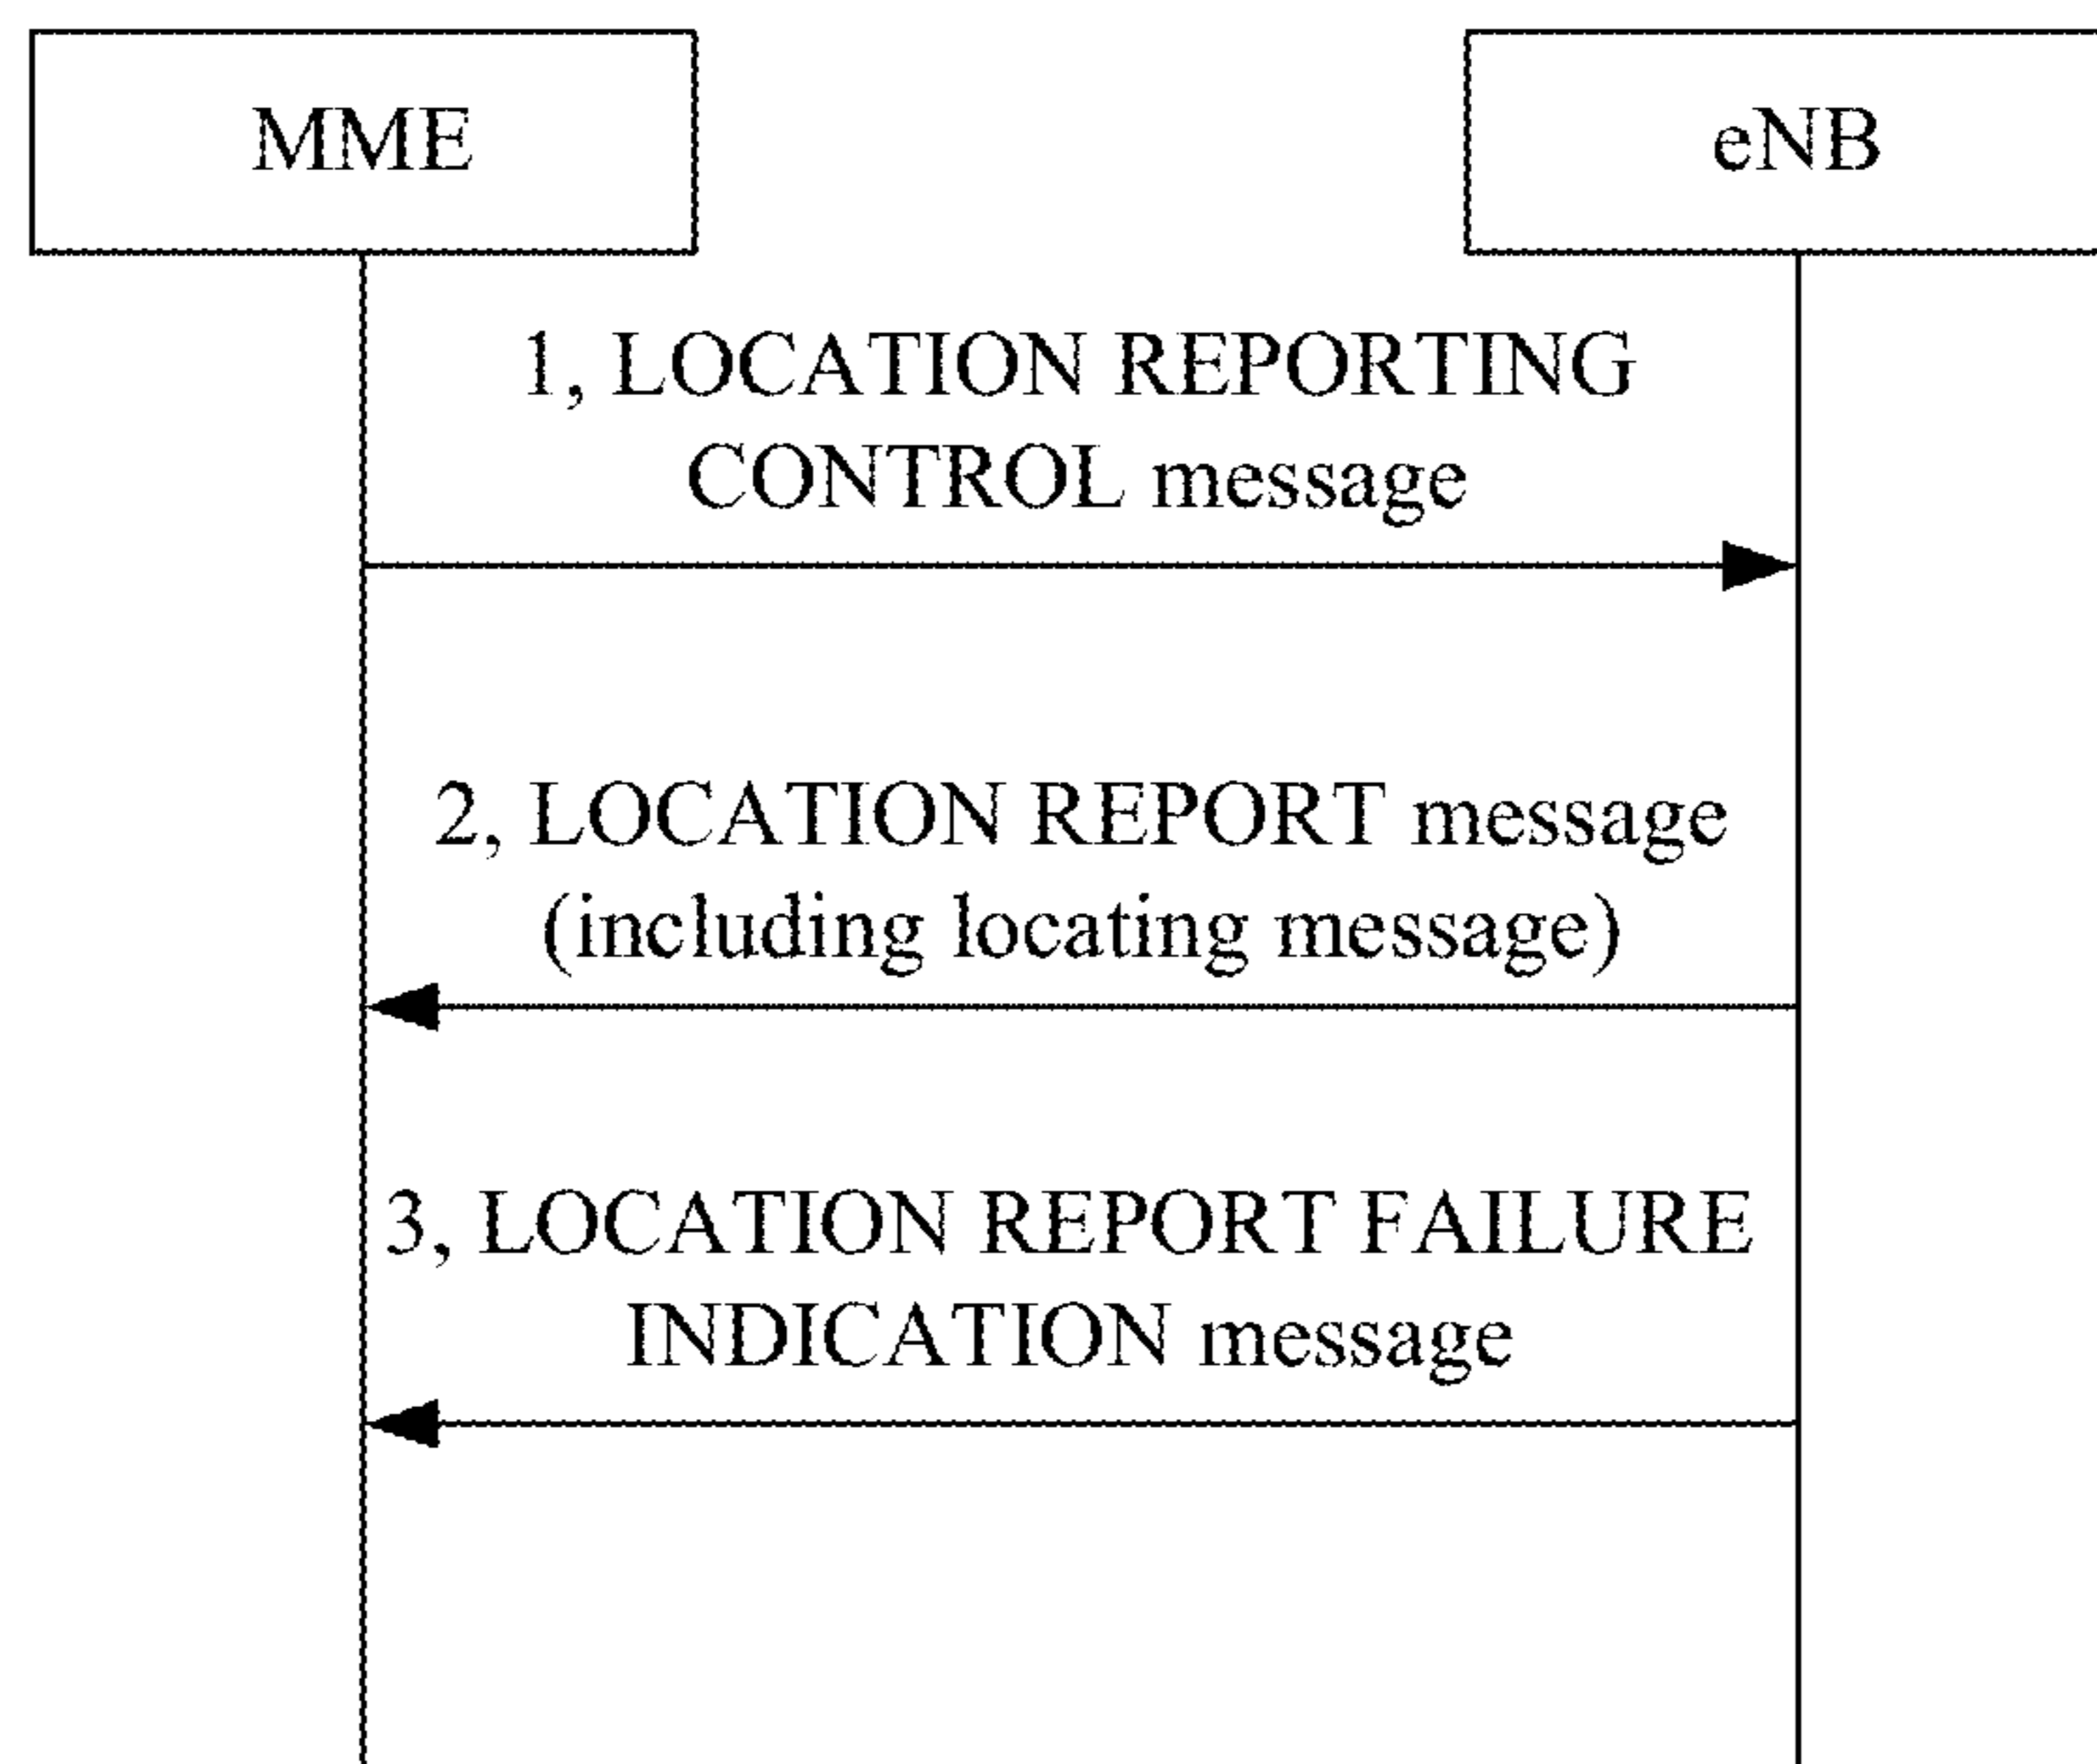 MME
eNB
1, LOCATION REPORTING
CONTROL message
2, LOCATION REPORT message
(including locating message)
3, LOCATION REPORT FAILURE
INDICATION message